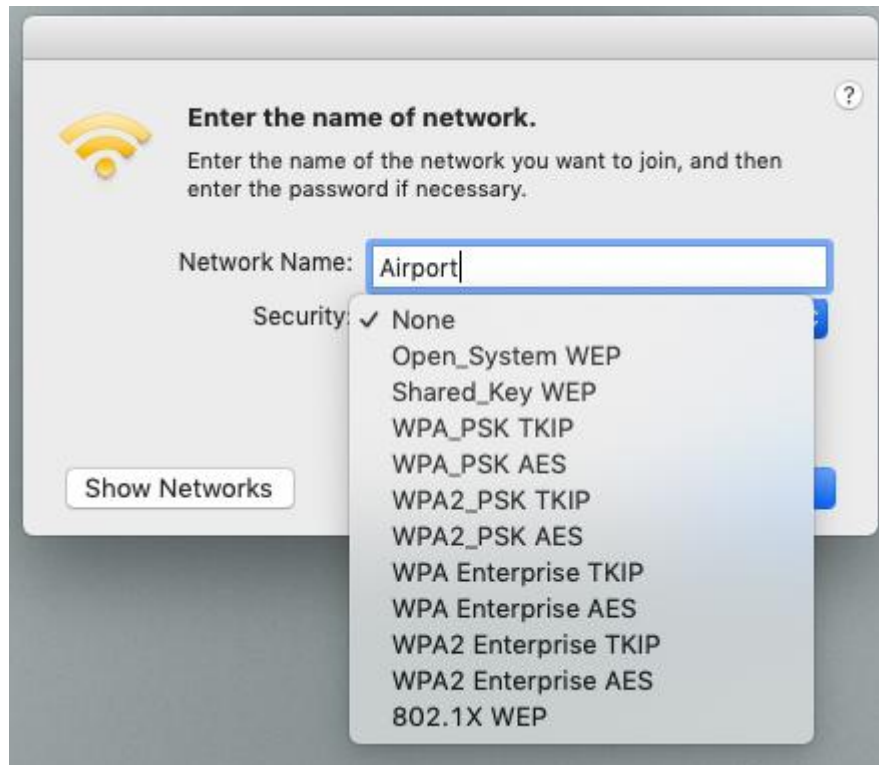 ?
Enter the name of network.
Enter the name of the network you want to join, and then
enter the password if necessary.
Network Name: Airport
Security: ✓ None
Open_System WEP
Shared_Key WEP
WPA_PSK TKIP
WPA_PSK AES
WPA2_PSK TKIP
Show Networks
WPA2_PSK AES
WPA Enterprise TKIP
WPA Enterprise AES
WPA2 Enterprise TKIP
WPA2 Enterprise AES
802.1X WEP